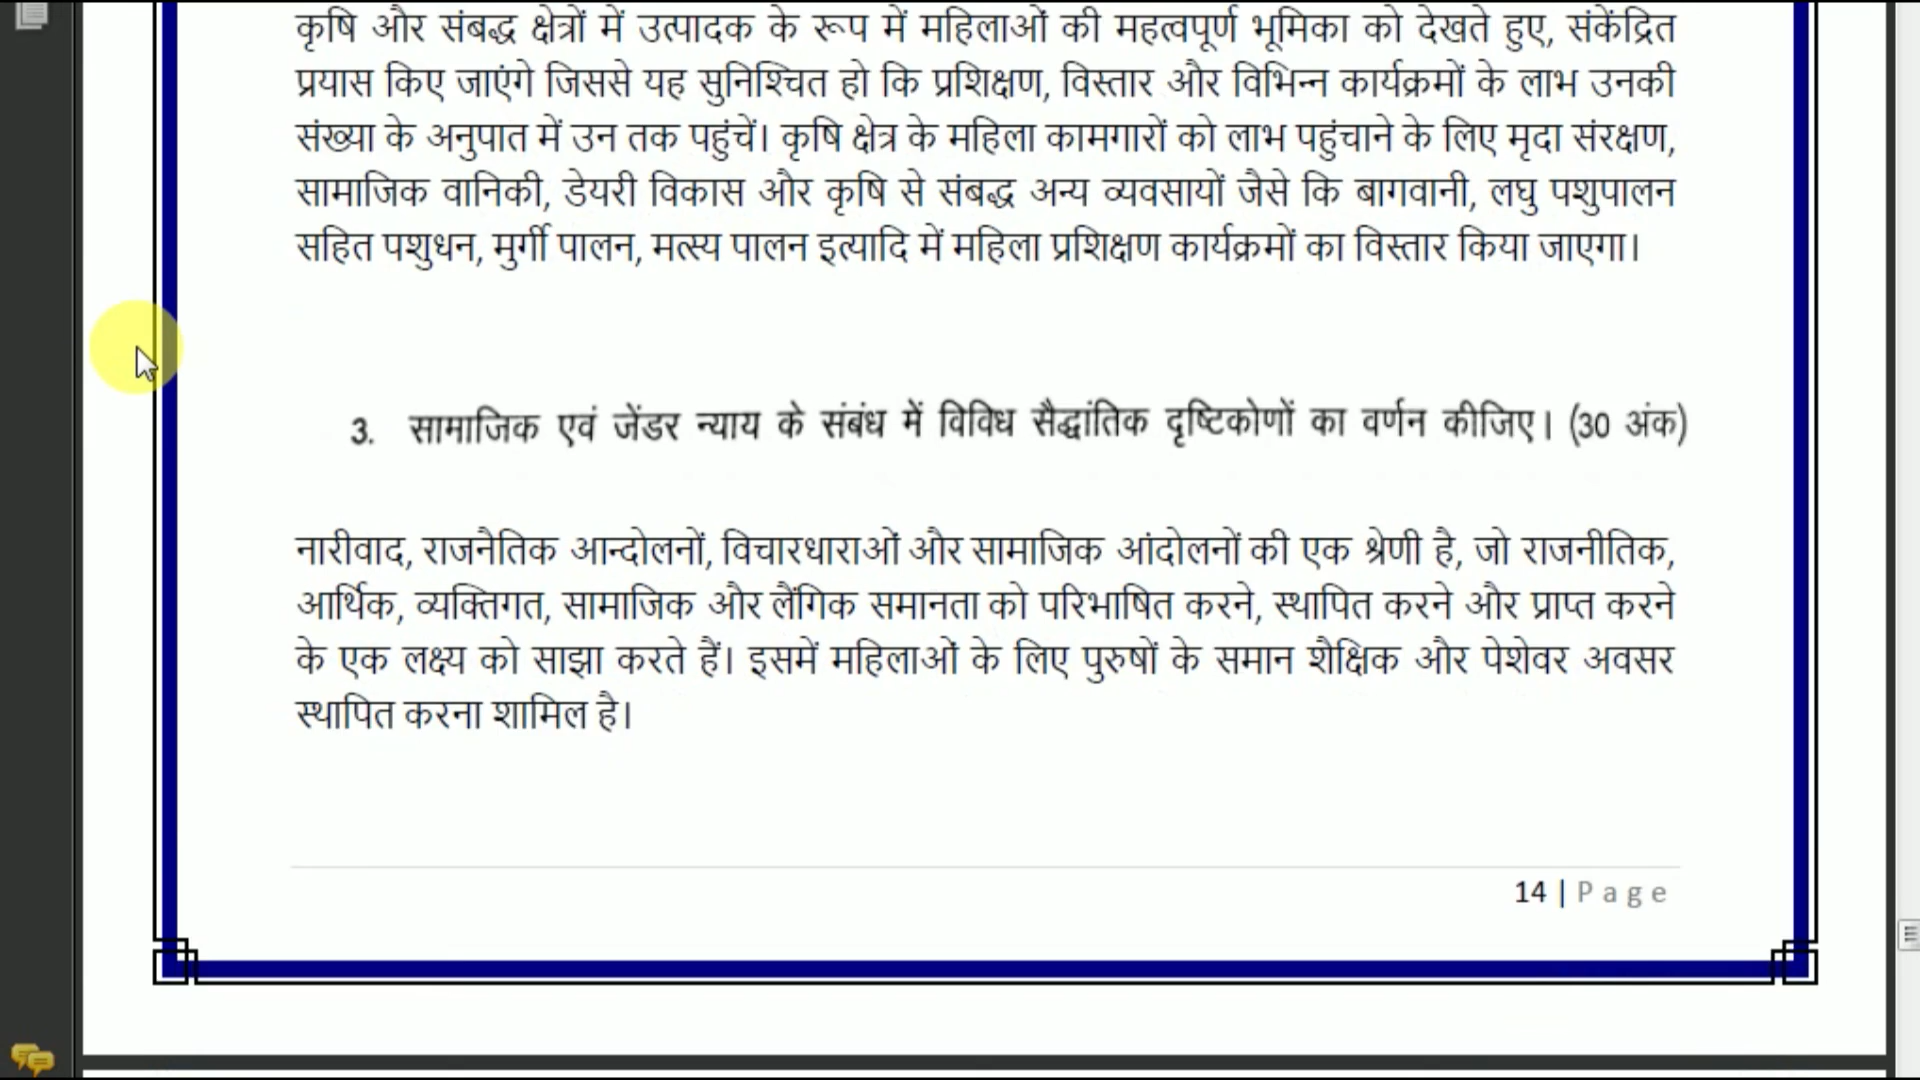 कृषि और संबद्ध क्षेत्रों में उत्पादक के रूप में महिलाओं की महत्वपूर्ण भूमिका को देखते हुए, संकेंद्रित
प्रयास किए जाएंगे जिससे यह सुनिश्चित हो कि प्रशिक्षण, विस्तार और विभिन्न कार्यक्रमों के लाभ उनकी
संख्या के अनुपात में उन तक पहुंचें। कृषि क्षेत्र के महिला कामगारों को लाभ पहुंचाने के लिए मृदा संरक्षण,
सामाजिक वानिकी, डेयरी विकास और कृषि से संबद्ध अन्य व्यवसायों जैसे कि बागवानी, लघु पशुपालन
सहित पशुधन, मुर्गी पालन, मत्स्य पालन इत्यादि में महिला प्रशिक्षण कार्यक्रमों का विस्तार किया जाएगा।
3. सामाजिक एवं जेंडर न्याय के संबंध में विविध सैद्धांतिक दृष्टिकोणों का वर्णन कीजिए। (30 अंक)
नारीवाद, राजनैतिक आन्दोलनों, विचारधाराओं और सामाजिक आंदोलनों की एक श्रेणी है, जो राजनीतिक,
आर्थिक, व्यक्तिगत, सामाजिक और लैंगिक समानता को परिभाषित करने, स्थापित करने और प्राप्त करने
के एक लक्ष्य को साझा करते हैं। इसमें महिलाओं के लिए पुरुषों के समान शैक्षिक और पेशेवर अवसर
स्थापित करना शामिल है।
14 | Page